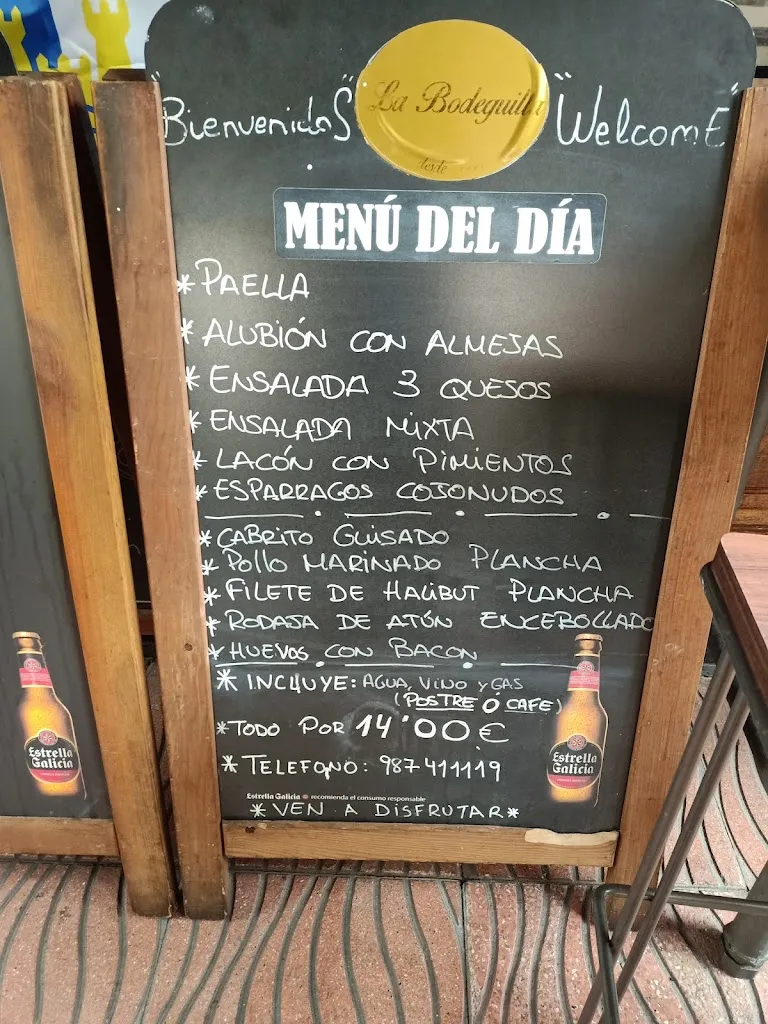 "Bienvenidos" La Bodeguilla "Welcome"
desde
MENÚ DEL DÍA
* PAELLA
* ALUBIÓN CON ALMEJAS
* ENSALADA 3 QUESOS
* ENSALADA MIXTA
* LACÓN CON PIMIENTOS
* ESPARRAGOS COJONUDOS
* CABRITO GUISADO
* POLLO MARINADO PLANCHA
* FILETE DE HALIBUT PLANCHA
* RODAJA DE ATÚN ENCEBOLLADO
* HUEVOS CON BACON
* INCLUYE: AGUA, VINO Y GAS
(POSTRE Ó CAFE)
* TODO POR 14'00€
* TELEFONO: 987411119
Estrella Galicia recomienda el consumo responsable
* VEN A DISFRUTAR *
Estrella
Galicia
Estrella
Galicia